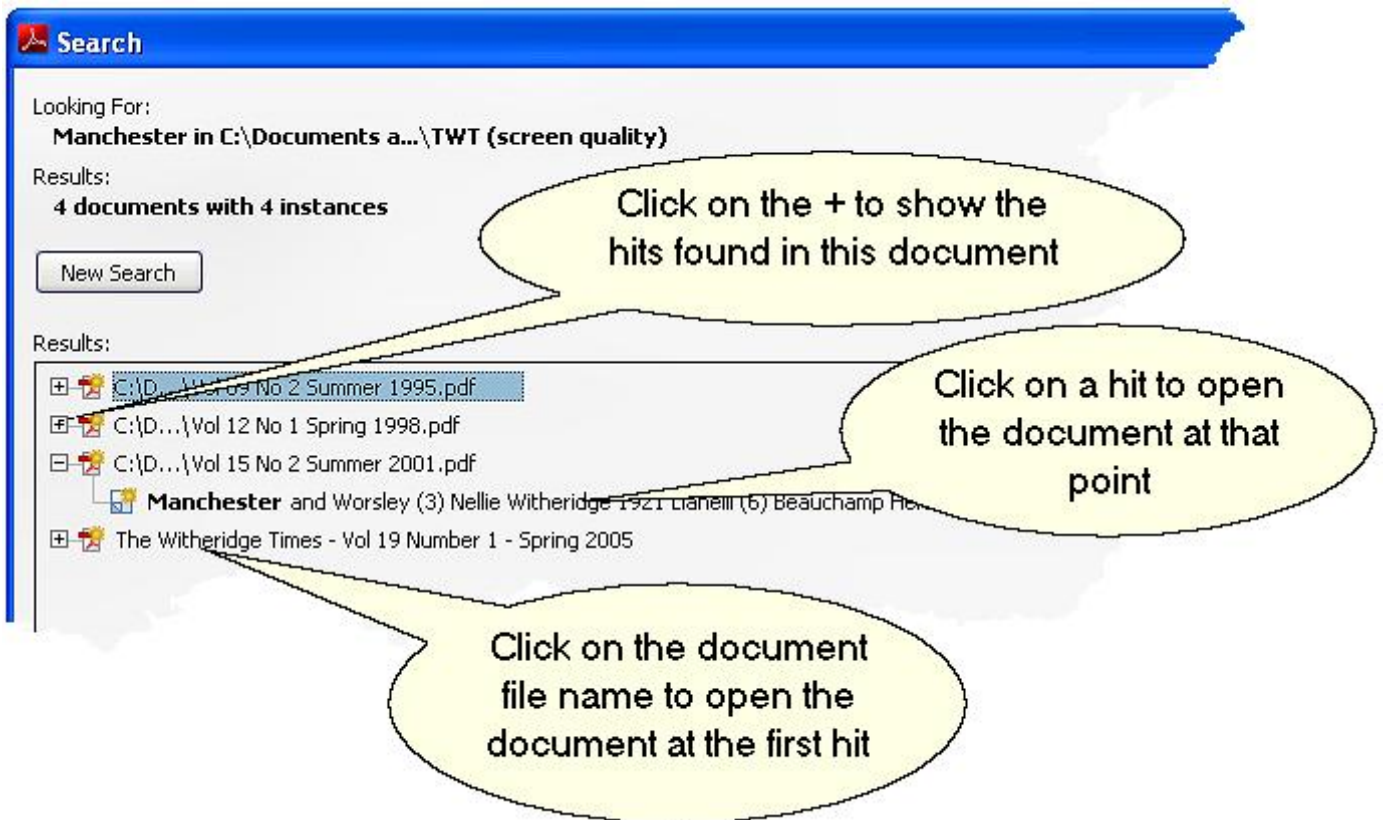 Search
Looking For:
Manchester in C:\Documents a...\TWT (screen quality)
Results:
4 documents with 4 instances
Click on the + to show the
hits found in this document
New Search
Results:
C:\D...\Vol 09 No 2 Summer 1995.pdf
C:\D...\Vol 12 No 1 Spring 1998.pdf
C:\D...\Vol 15 No 2 Summer 2001.pdf
Manchester and Worsley (3) Nellie Witheridge 1921 Llanelli (6) Beauchamp
The Witheridge Times - Vol 19 Number 1 - Spring 2005
Click on a hit to open
the document at that
point
Click on the document
file name to open the
document at the first hit